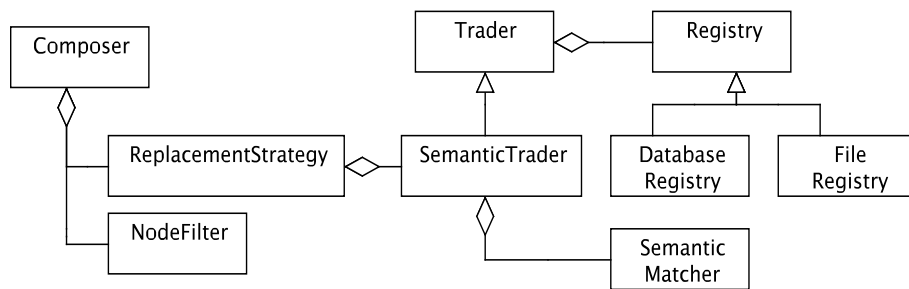 Composer
Trader
Registry
ReplacementStrategy
SemanticTrader
Database
Registry
File
Registry
NodeFilter
Semantic
Matcher